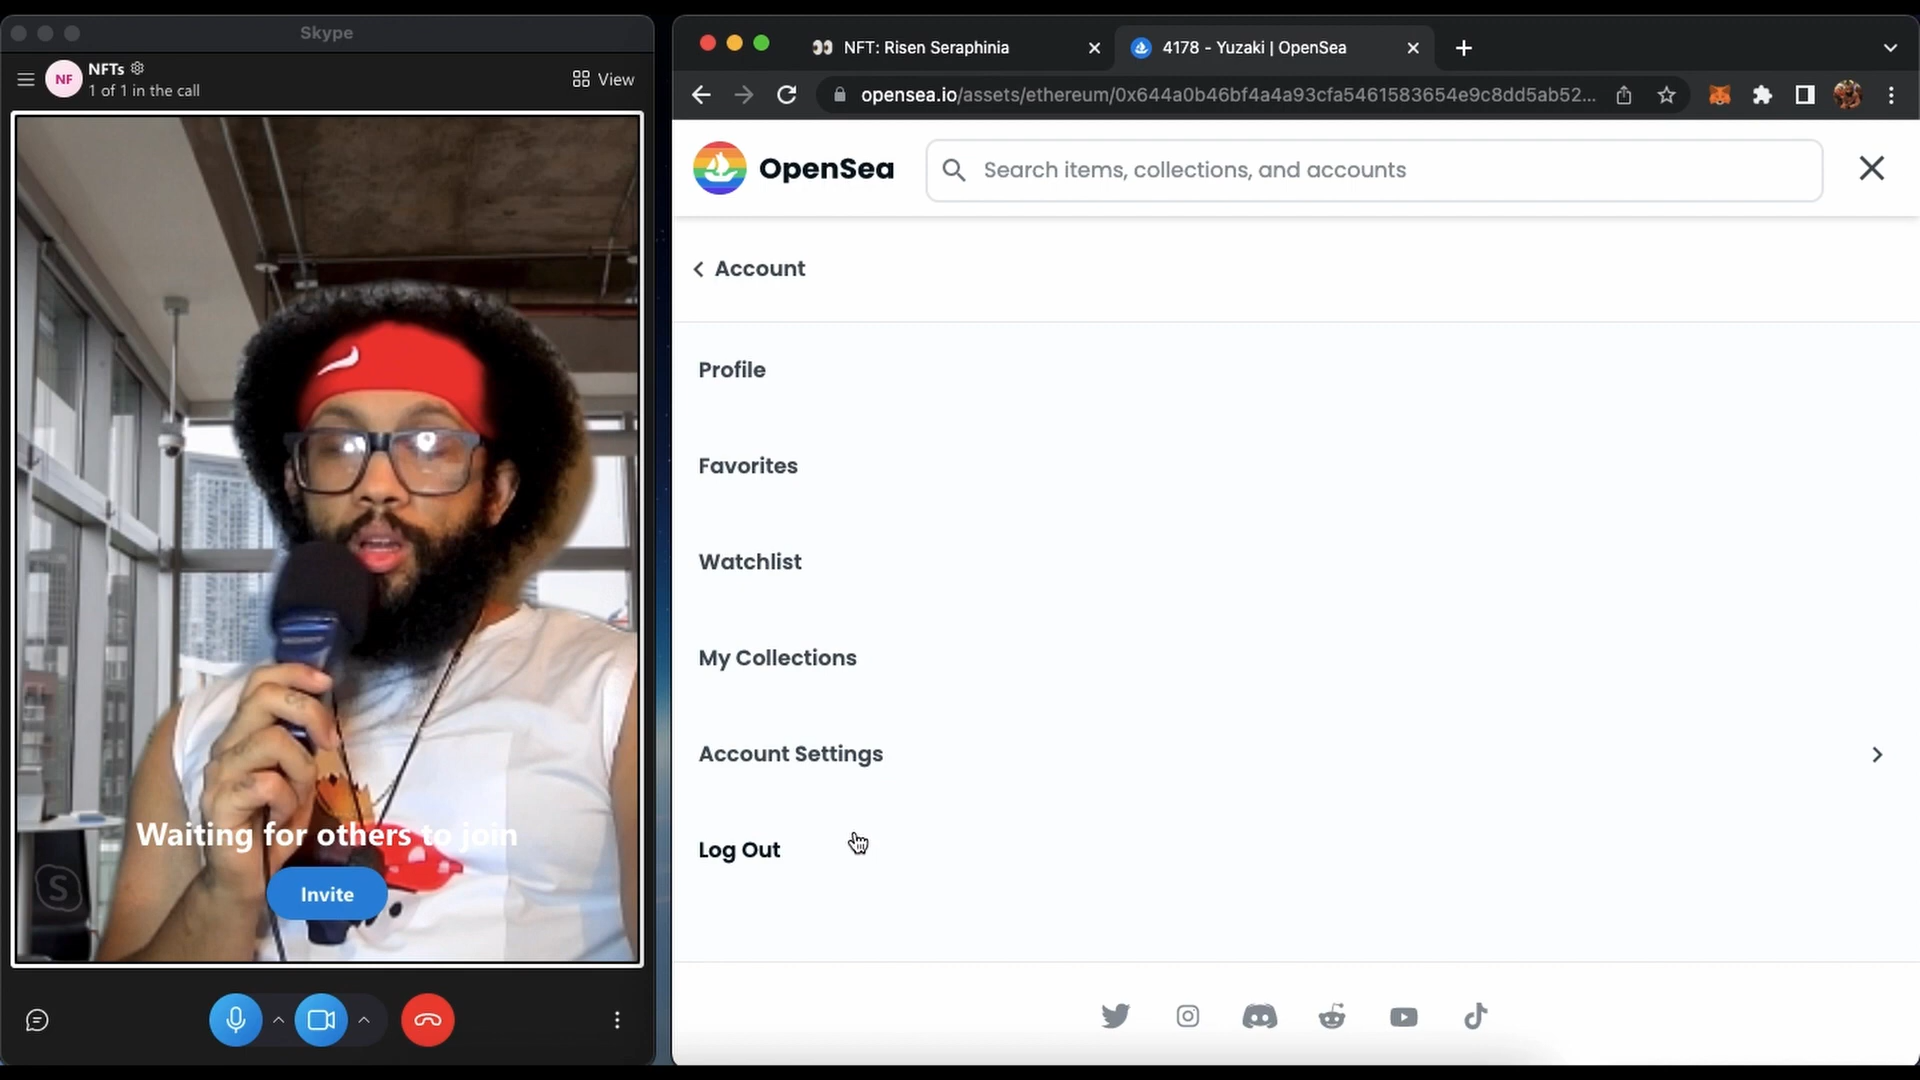 Skype
NF
NFTs
1 of 1 in the call
View
Waiting for others to join
Invite
S
NFT: Risen Seraphinia
4178 - Yuzaki | OpenSea
opensea.io/assets/ethereum/0x644a0b46bf4a4a93cfa5461583654e9c8dd5ab52...
OpenSea
Search items, collections, and accounts
Account
Profile
Favorites
Watchlist
My Collections
Account Settings
Log Out